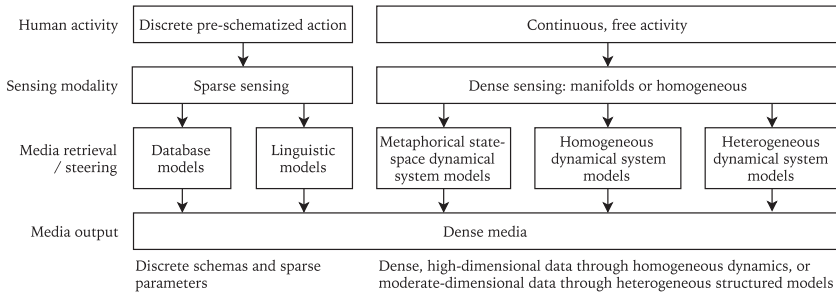 Human activity
Discrete pre-schematized action
Continuous, free activity
Sensing modality
Sparse sensing
Dense sensing: manifolds or homogeneous
Media retrieval
/ steering
Database
models
Linguistic
models
Metaphorical state-
space dynamical
system models
Homogeneous
dynamical system
models
Heterogeneous
dynamical system
models
Media output
Dense media
Discrete schemas and sparse
parameters
Dense, high-dimensional data through homogeneous dynamics, or
moderate-dimensional data through heterogeneous structured models